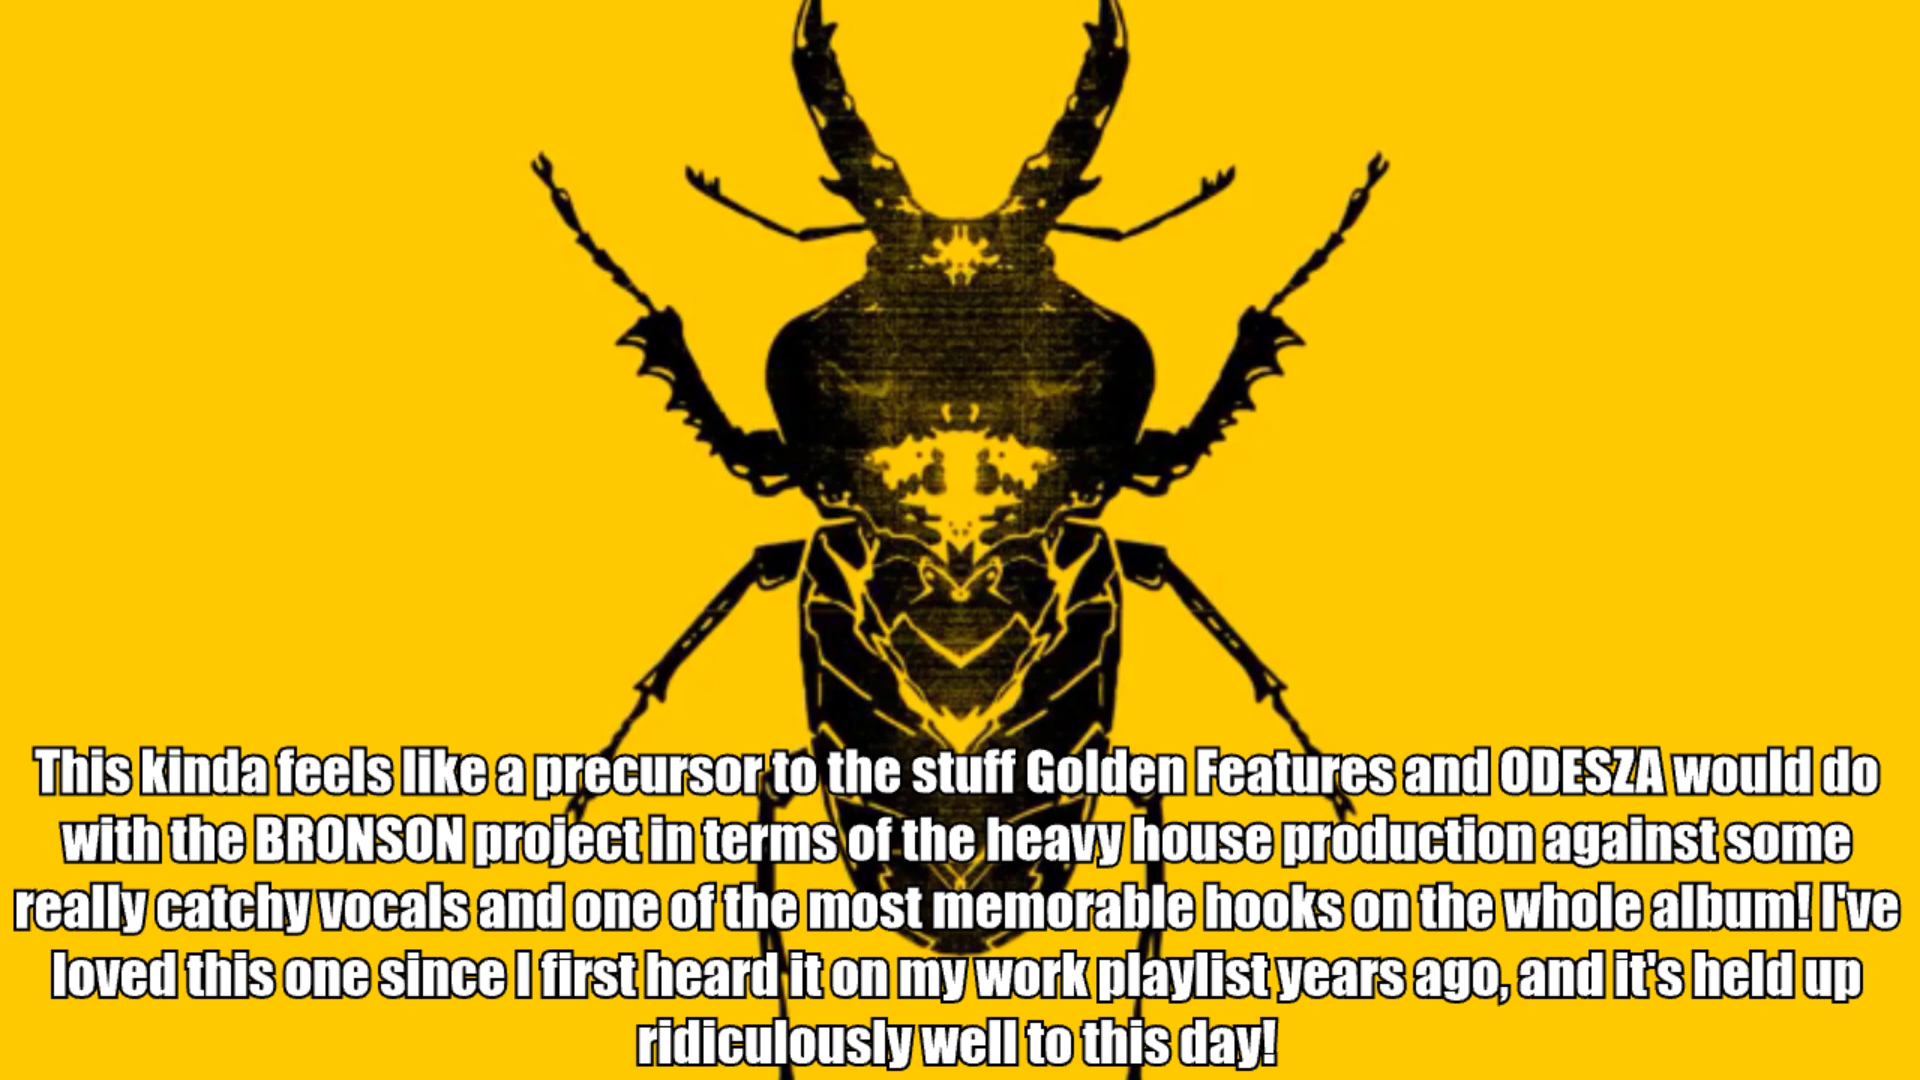 This kinda feels like a precursor to the stuff Golden Features and ODESZA would do
with the BRONSON project in terms of the heavy house production against some
really catchy vocals and one of the most memorable hooks on the whole album! I've
loved this one since I first heard it on my work playlist years ago, and it's held up
ridiculously well to this day!